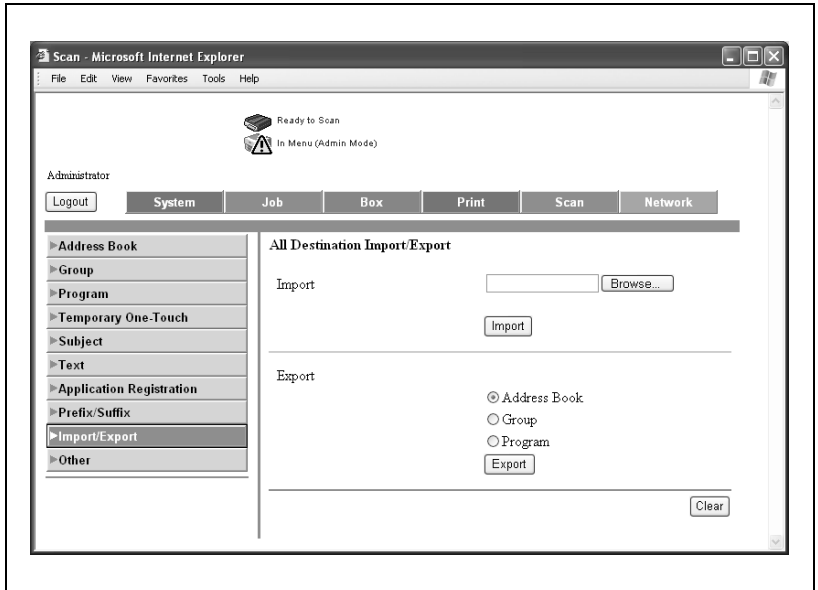 Scan - Microsoft Internet Explorer
File Edit View Favorites Tools Help
Ready to Scan
In Menu (Admin Mode)
Administrator
Logout System Job Box Print Scan Network
Address Book
Group
Program
Temporary One-Touch
Subject
Text
Application Registration
Prefix/Suffix
Import/Export
Other
All Destination Import/Export
Import Browse...
Import
Export
Address Book
Group
Program
Export
Clear